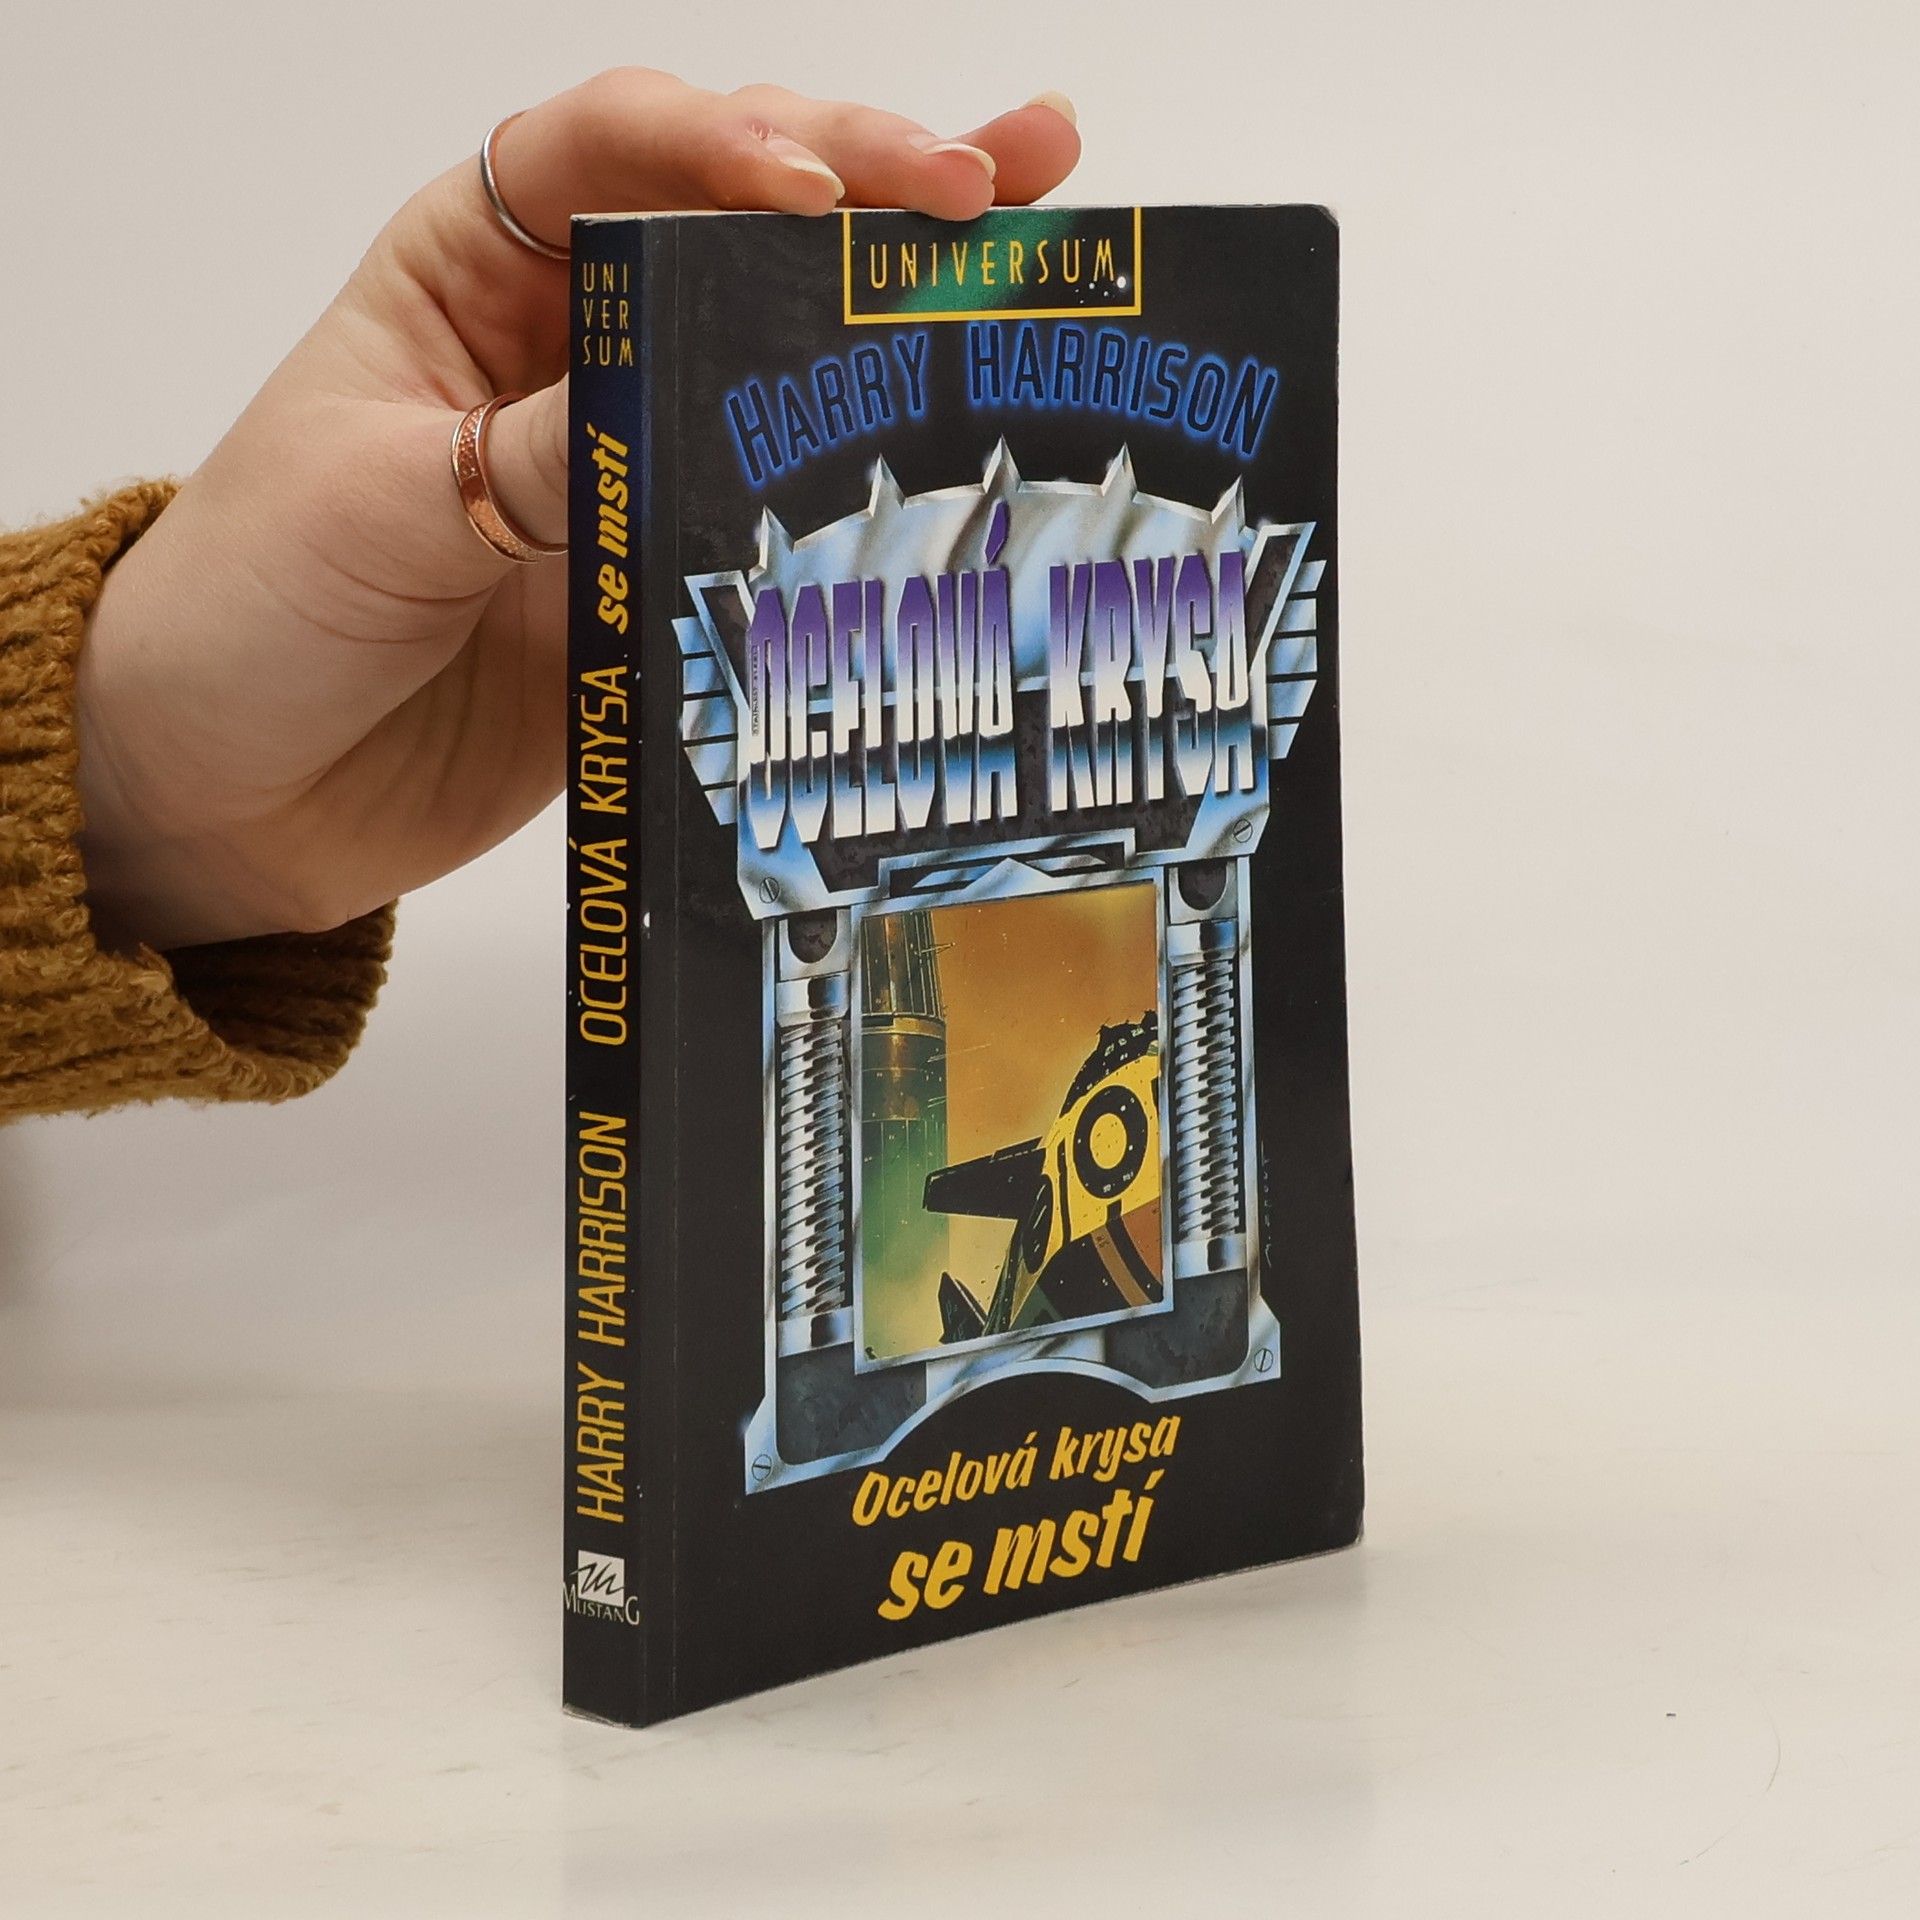 UNIVERSUM
HARRY HARRISON
OCELOVÁ KRYSA
Ocelová krysa
se mstí
UNI
VER
SUM
HARRY HARRISON OCELOVÁ KRYSA se mstí
MUSTANG